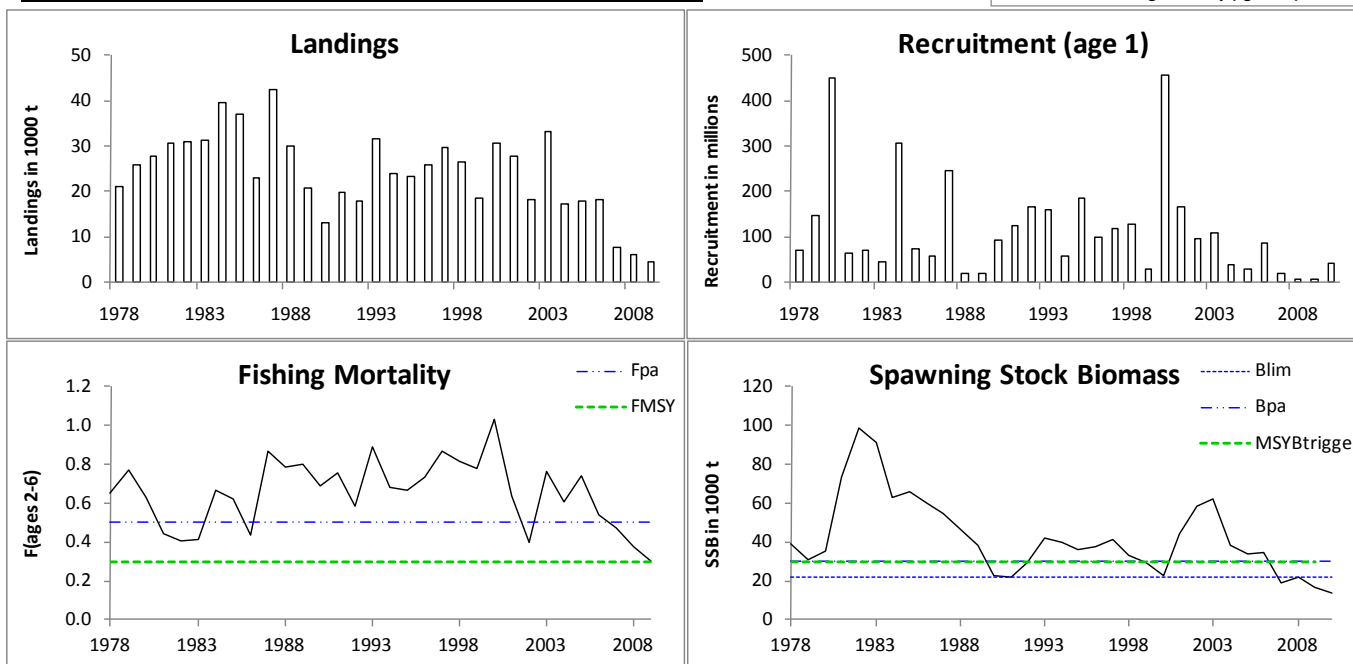 Landings
Landings in 1000 t
50
40
30
20
10
0
1978 1983 1988 1993 1998 2003 2008
Recruitment (age 1)
Recruitment in millions
500
400
300
200
100
0
1978 1983 1988 1993 1998 2003 2008
Fishing Mortality
Fpa
FMSY
F(ages 2-6)
1.2
1.0
0.8
0.6
0.4
0.2
0.0
1978 1983 1988 1993 1998 2003 2008
Spawning Stock Biomass
Blim
Bpa
MSYBtrigge
SSB in 1000 t
120
100
80
60
40
20
0
1978 1983 1988 1993 1998 2003 2008